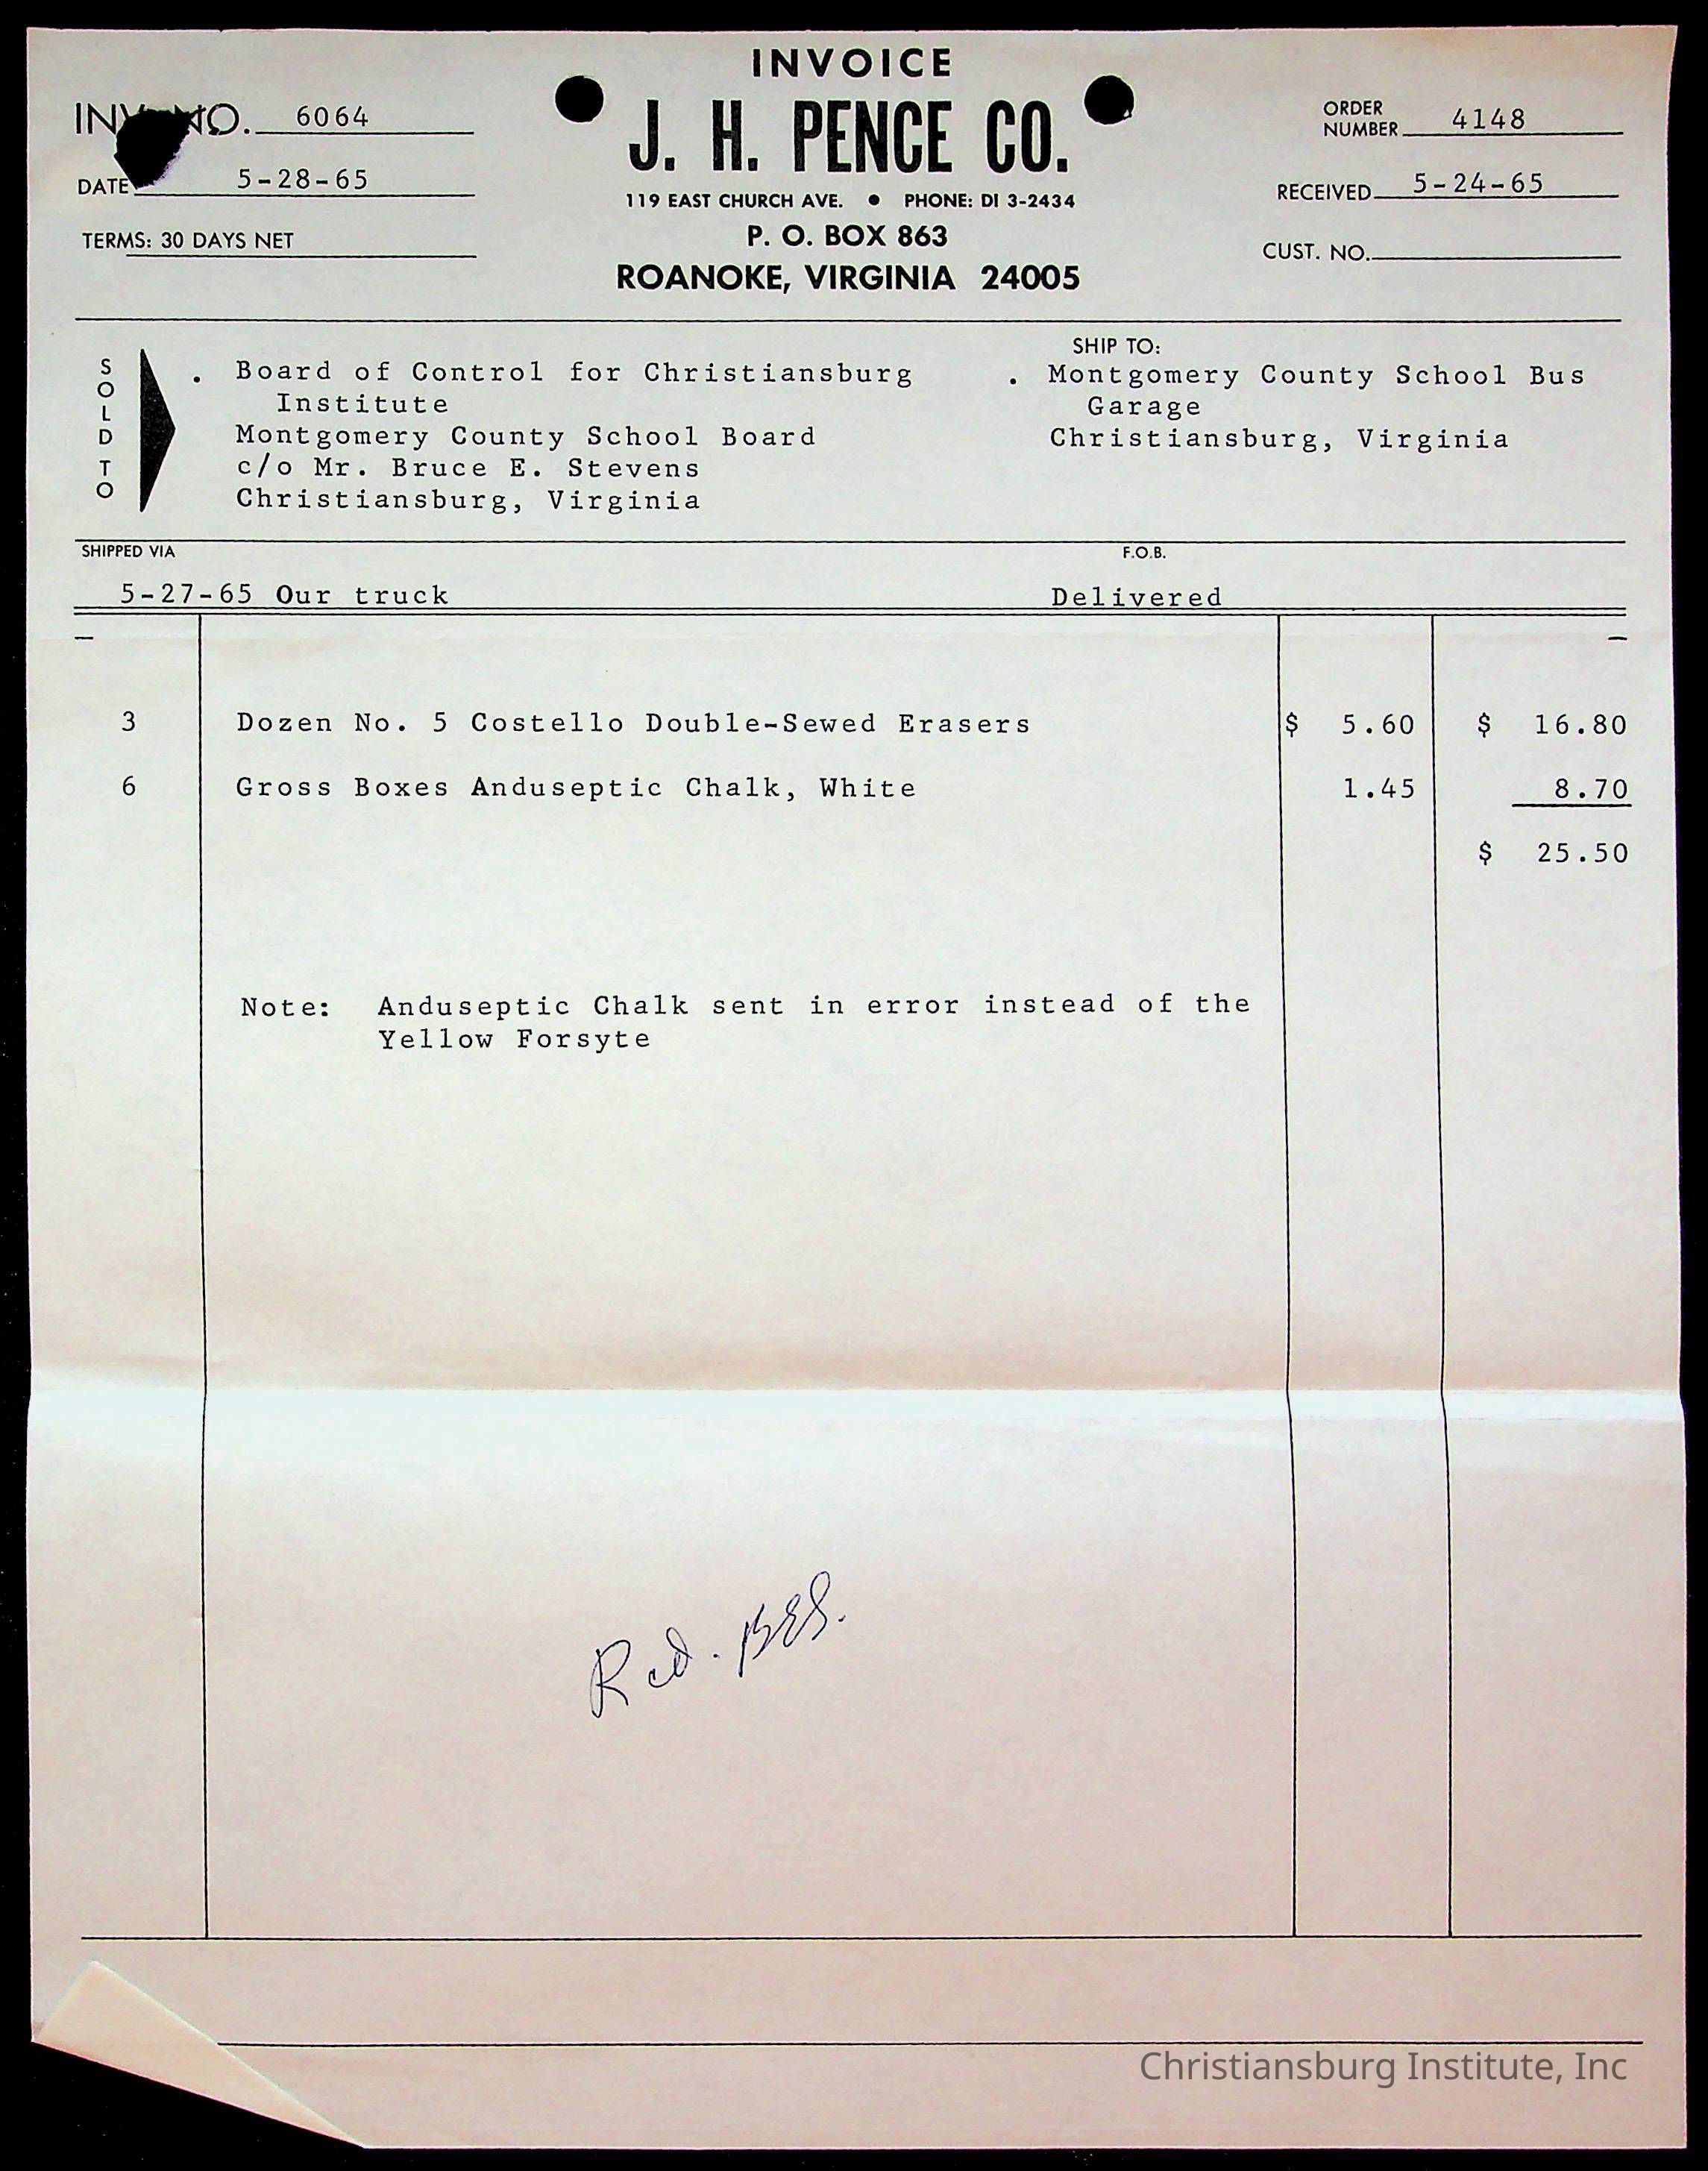 INVOICE
INV. NO. 6064
J. H. PENCE CO.
ORDER NUMBER 4148
DATE 5-28-65
119 EAST CHURCH AVE. ● PHONE: DI 3-2434
RECEIVED 5-24-65
TERMS: 30 DAYS NET
P. O. BOX 863
CUST. NO.
ROANOKE, VIRGINIA 24005
SOLD TO
. Board of Control for Christiansburg
Institute
Montgomery County School Board
c/o Mr. Bruce E. Stevens
Christiansburg, Virginia
SHIP TO:
. Montgomery County School Bus
Garage
Christiansburg, Virginia
SHIPPED VIA F.O.B.
5-27-65 Our truck Delivered
3 Dozen No. 5 Costello Double-Sewed Erasers $ 5.60 $ 16.80
6 Gross Boxes Anduseptic Chalk, White 1.45 8.70
$ 25.50
Note: Anduseptic Chalk sent in error instead of the
Yellow Forsyte
Rcd. BES.
Christiansburg Institute, Inc